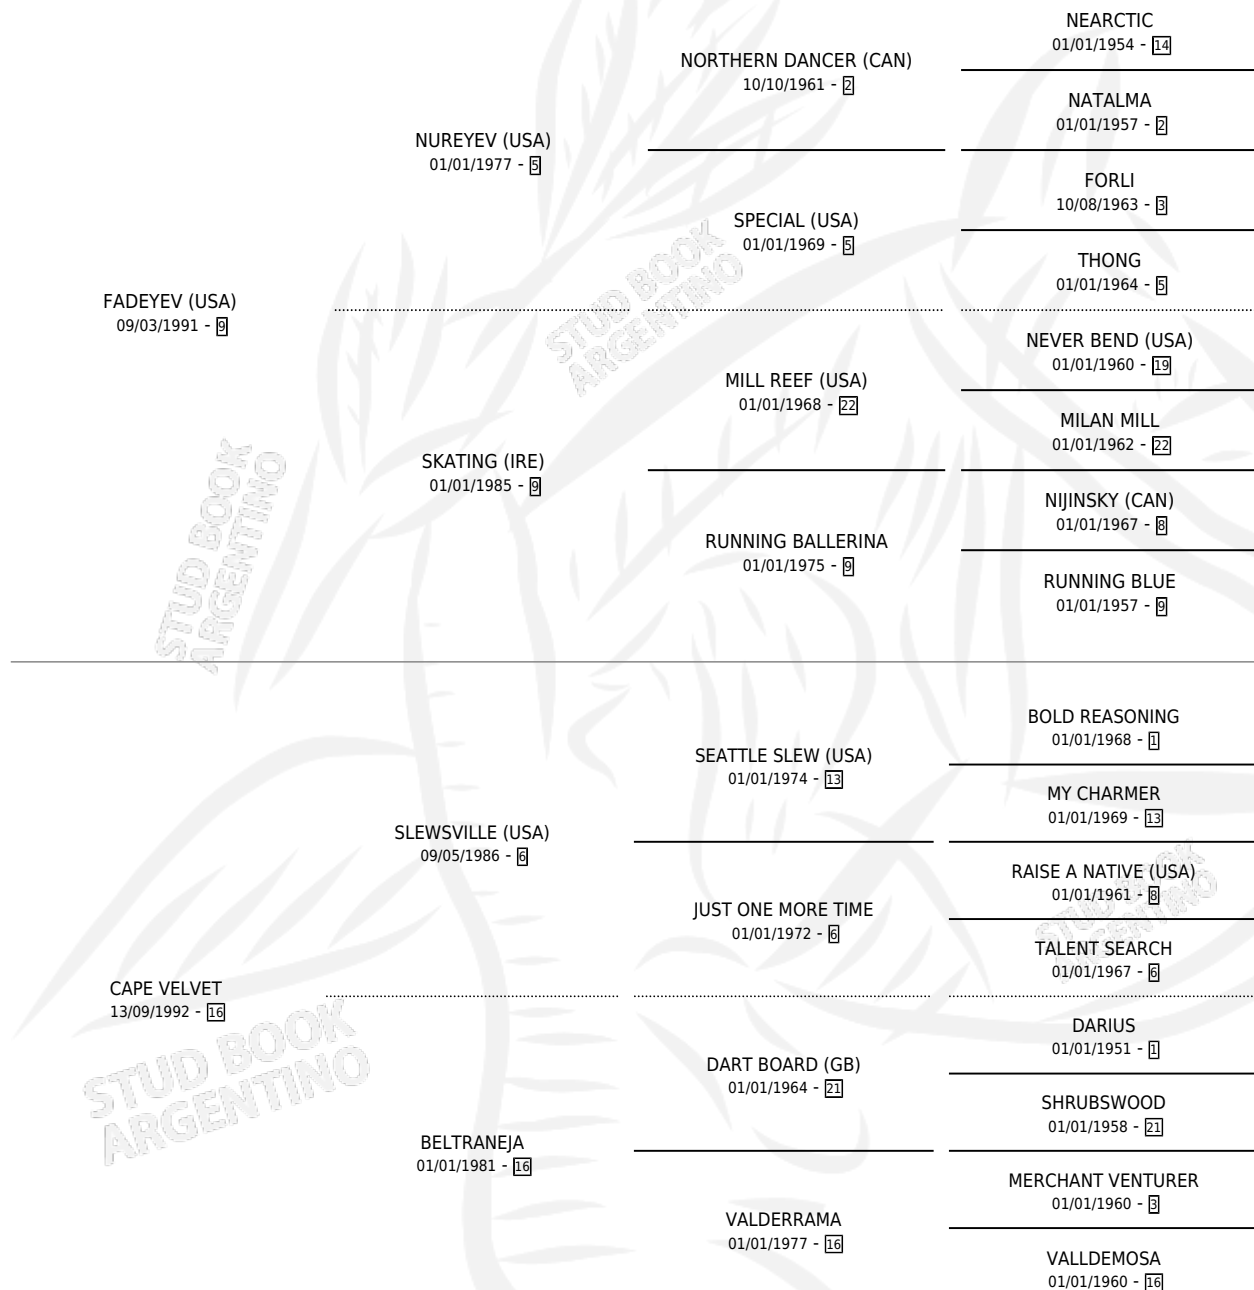 NEARCTIC
01/01/1954 - 14
NORTHERN DANCER (CAN)
10/10/1961 - 2
NATALMA
01/01/1957 - 2
NUREYEV (USA)
01/01/1977 - 5
FORLI
10/08/1963 - 3
SPECIAL (USA)
01/01/1969 - 5
THONG
01/01/1964 - 5
FADEYEV (USA)
09/03/1991 - 9
NEVER BEND (USA)
01/01/1960 - 19
MILL REEF (USA)
01/01/1968 - 22
MILAN MILL
01/01/1962 - 22
SKATING (IRE)
01/01/1985 - 9
NIJINSKY (CAN)
01/01/1967 - 8
RUNNING BALLERINA
01/01/1975 - 9
RUNNING BLUE
01/01/1957 - 9
BOLD REASONING
01/01/1968 - 1
SEATTLE SLEW (USA)
01/01/1974 - 13
MY CHARMER
01/01/1969 - 13
SLEWSVILLE (USA)
09/05/1986 - 6
RAISE A NATIVE (USA)
01/01/1961 - 8
JUST ONE MORE TIME
01/01/1972 - 6
TALENT SEARCH
01/01/1967 - 6
CAPE VELVET
13/09/1992 - 16
DARIUS
01/01/1951 - 1
DART BOARD (GB)
01/01/1964 - 21
SHRUBSWOOD
01/01/1958 - 21
BELTRANEJA
01/01/1981 - 16
MERCHANT VENTURER
01/01/1960 - 3
VALDERRAMA
01/01/1977 - 16
VALLDEMOSA
01/01/1960 - 16
STUD BOOK
ARGENTINO
STUD BOOK
ARGENTINO
STUD BOOK
ARGENTINO
STUD BOOK
ARGENTINO